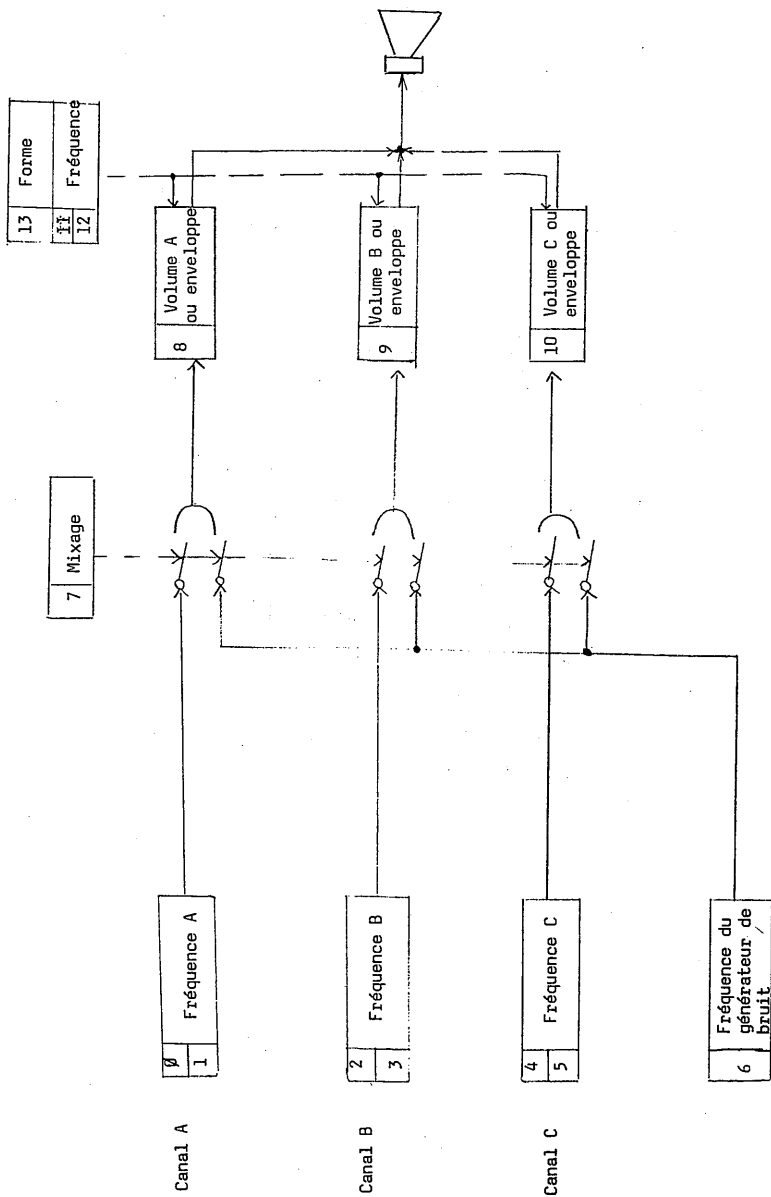 13 Forme
11 Fréquence
12
7 Mixage
8 Volume A
ou enveloppe
9 Volume B ou
enveloppe
10 Volume C ou
enveloppe
Canal A
Ø Fréquence A
1
Canal B
2 Fréquence B
3
Canal C
4 Fréquence C
5
6 Fréquence du
générateur de
bruit